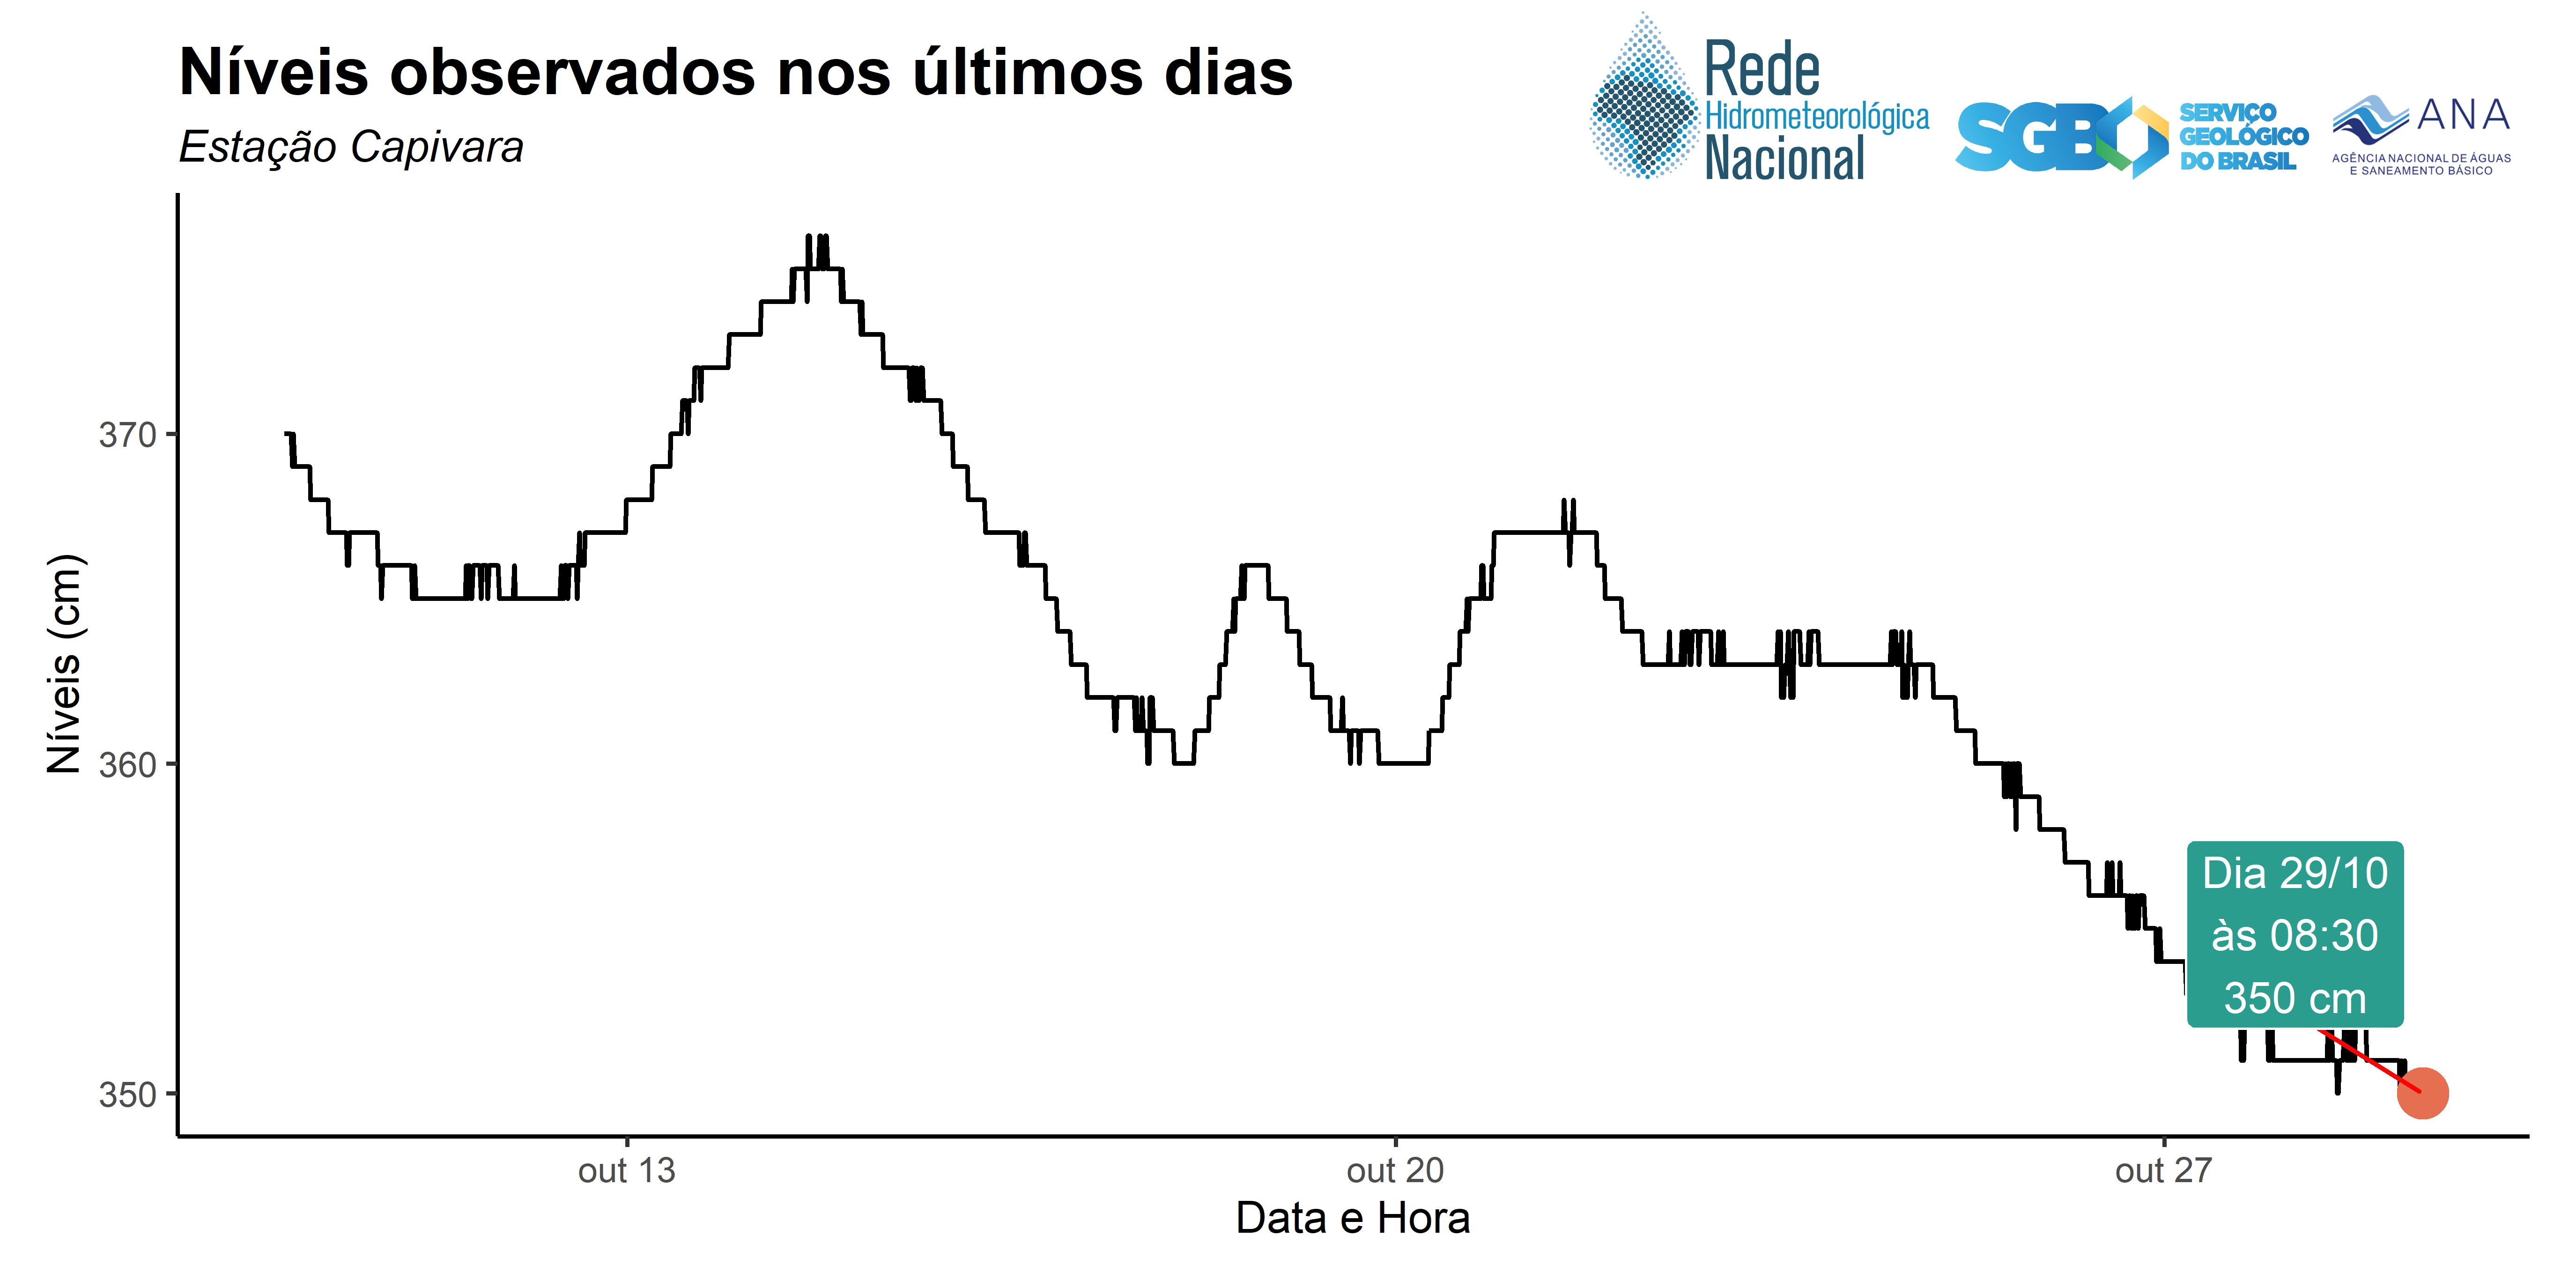 Níveis observados nos últimos dias
Estação Capivara
Rede
Hidrometeorológica
Nacional
SGB
SERVIÇO
GEOLÓGICO
DO BRASIL
ANA
AGÊNCIA NACIONAL DE ÁGUAS
E SANEAMENTO BÁSICO
Níveis (cm)
370
360
350
Dia 29/10
às 08:30
350 cm
out 13
out 20
out 27
Data e Hora